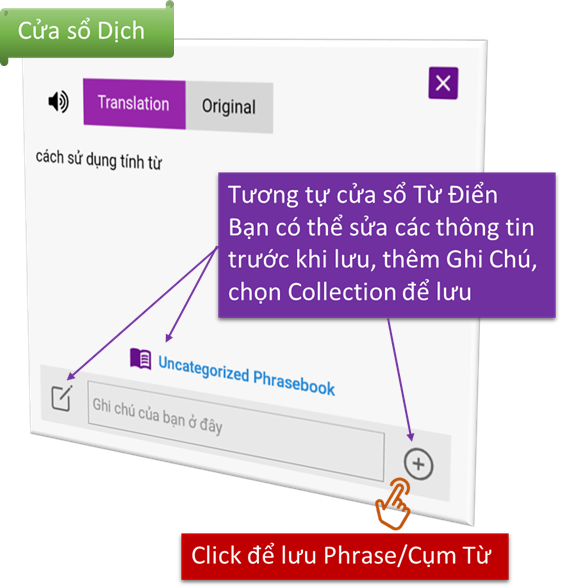 Cửa sổ Dịch
Translation
Original
cách sử dụng tính từ
Tương tự cửa sổ Từ Điển
Bạn có thể sửa các thông tin
trước khi lưu, thêm Ghi Chú,
chọn Collection để lưu
Uncategorized Phrasebook
Ghi chú của bạn ở đây
Click để lưu Phrase/Cụm Từ